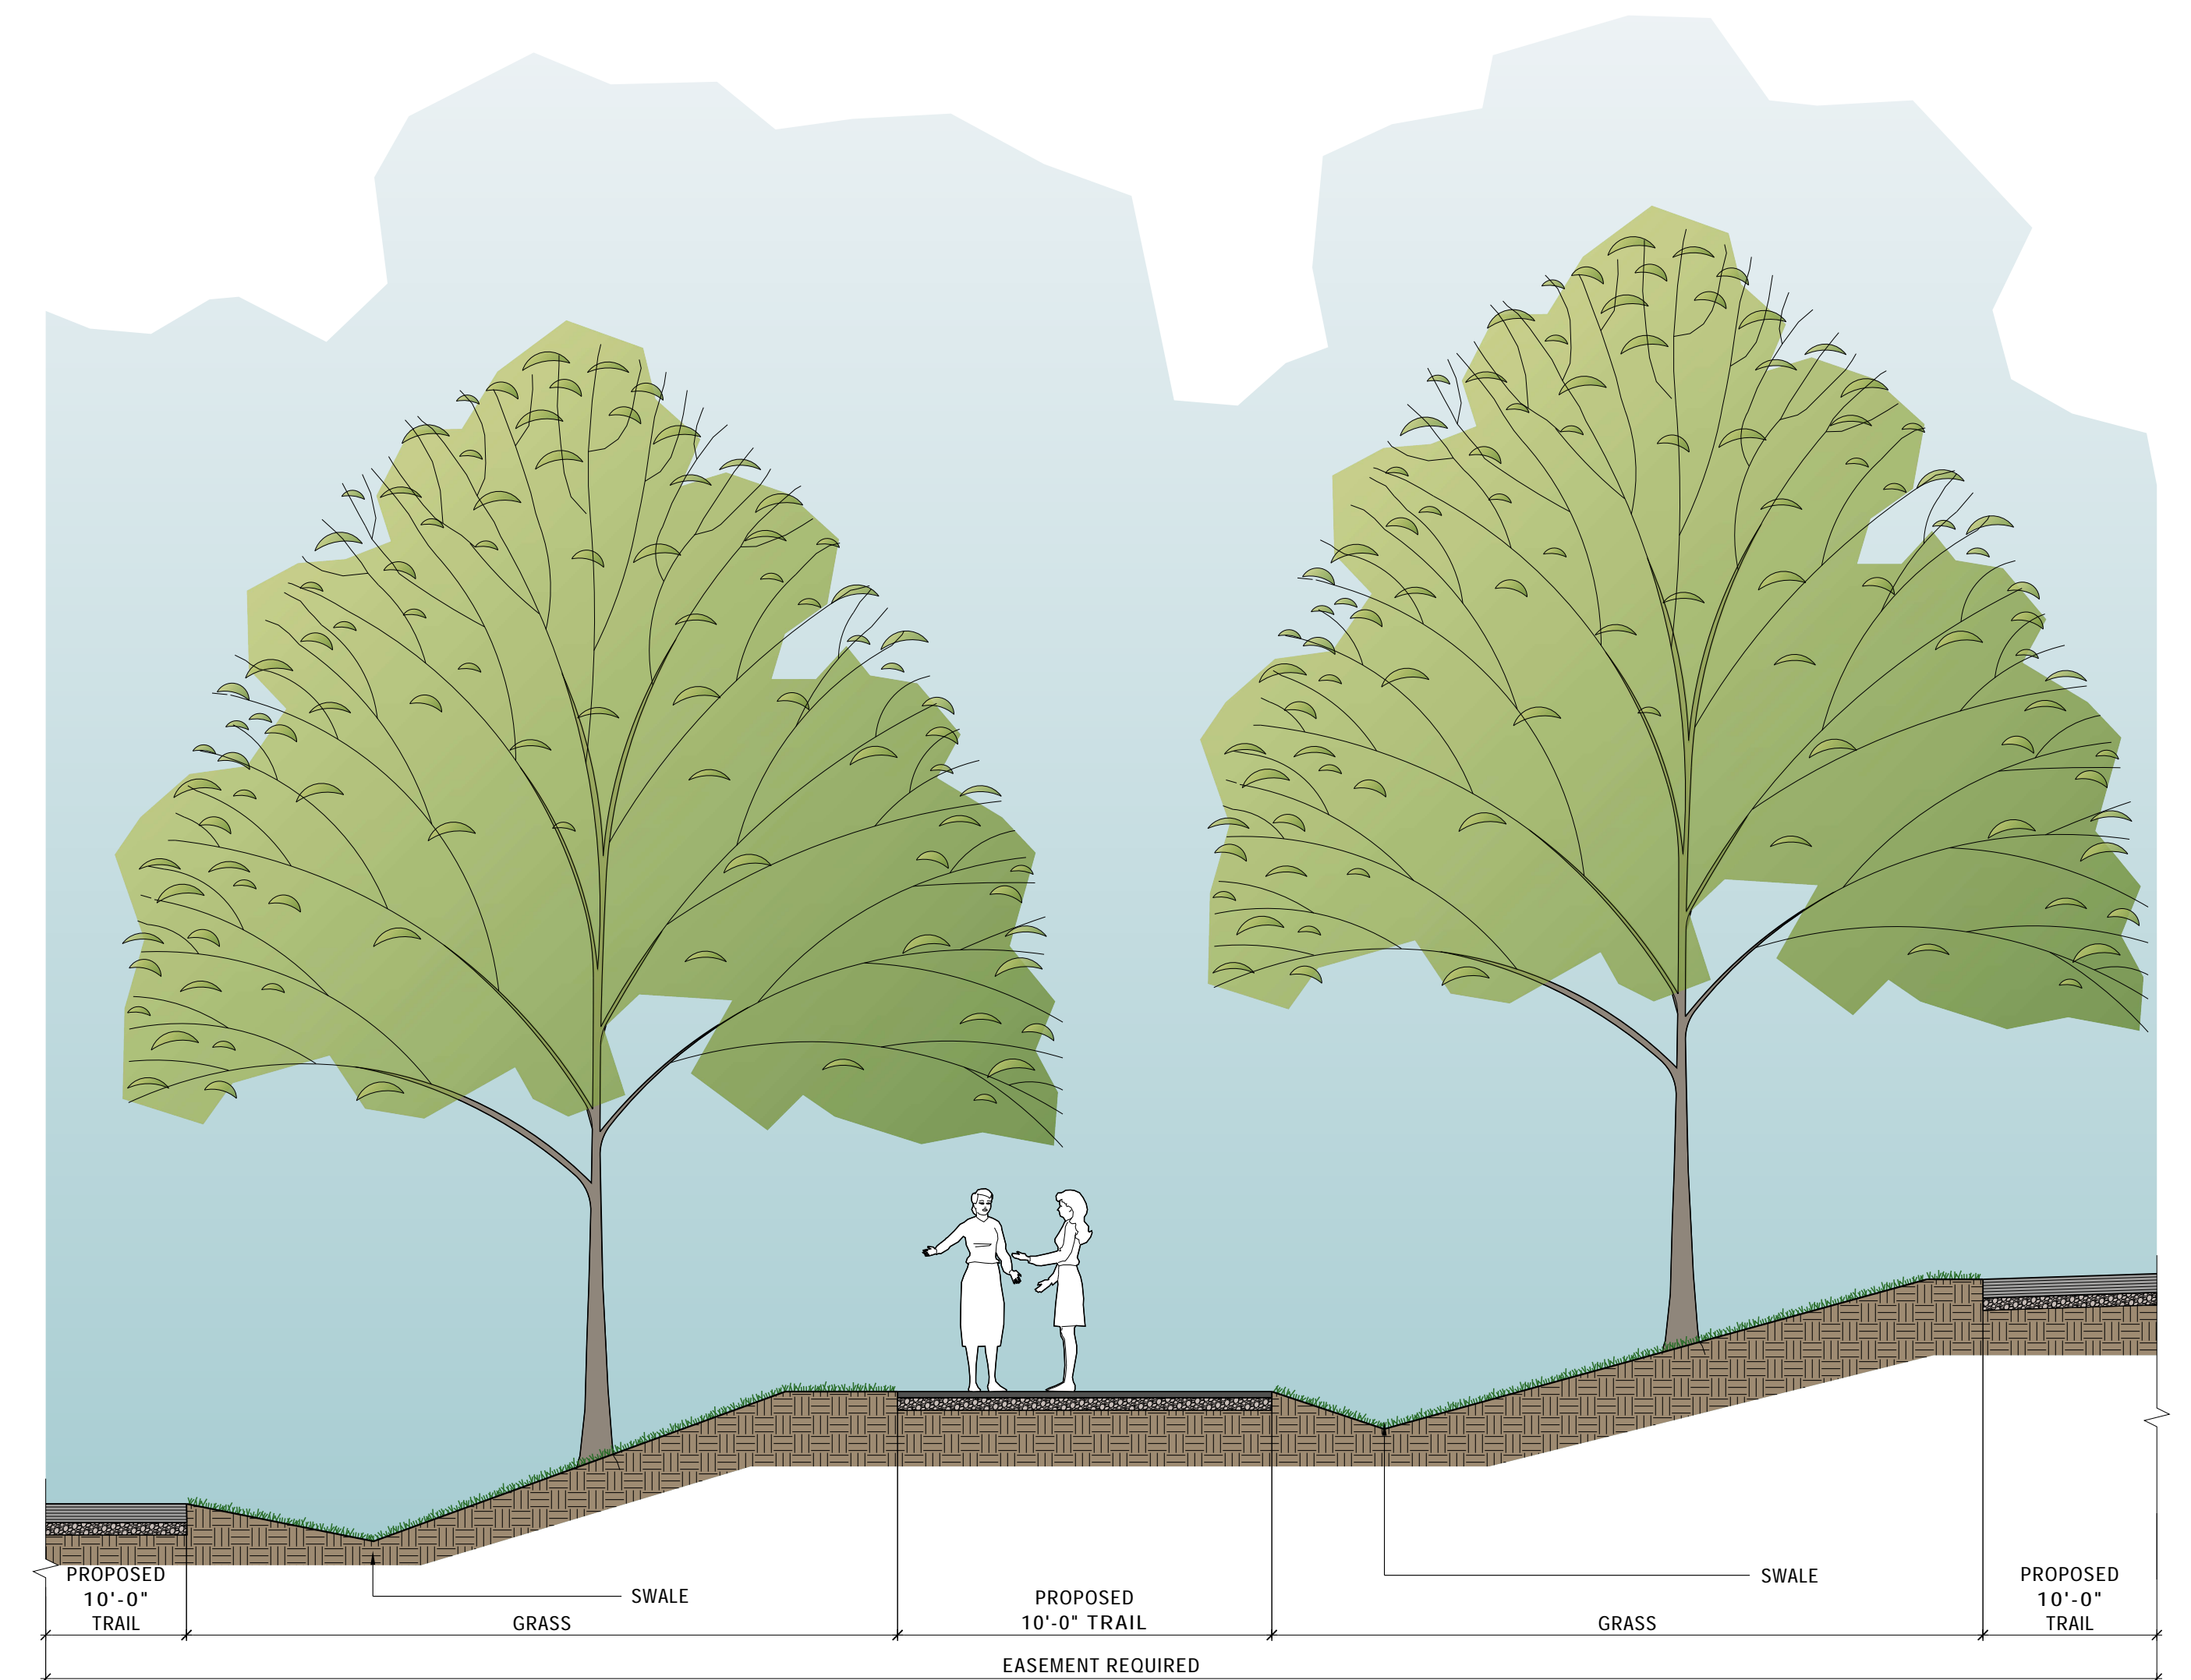 PROPOSED
10'-0"
TRAIL
GRASS
SWALE
PROPOSED
10'-0" TRAIL
SWALE
GRASS
PROPOSED
10'-0"
TRAIL
EASEMENT REQUIRED